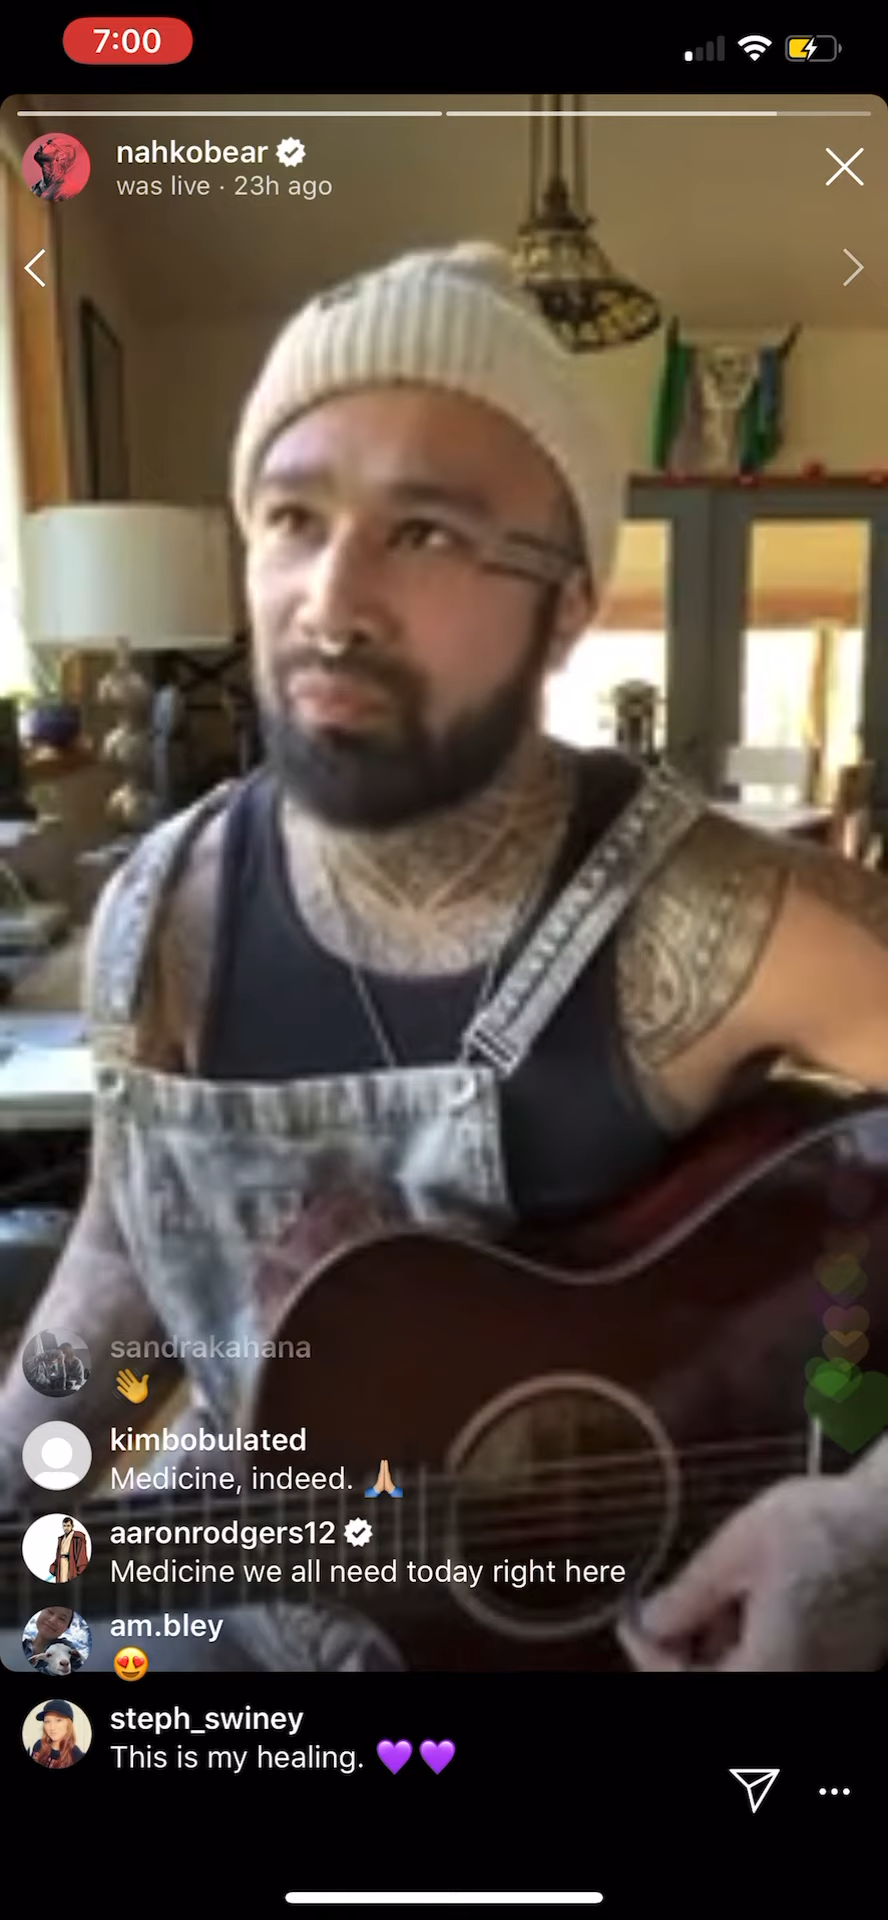 7:00
nahkobear
was live · 23h ago
sandrakahana
👋
kimbobulated
Medicine, indeed. 🙏🏼
aaronrodgers12
Medicine we all need today right here
am.bley
😍
steph_swiney
This is my healing. 💜💜